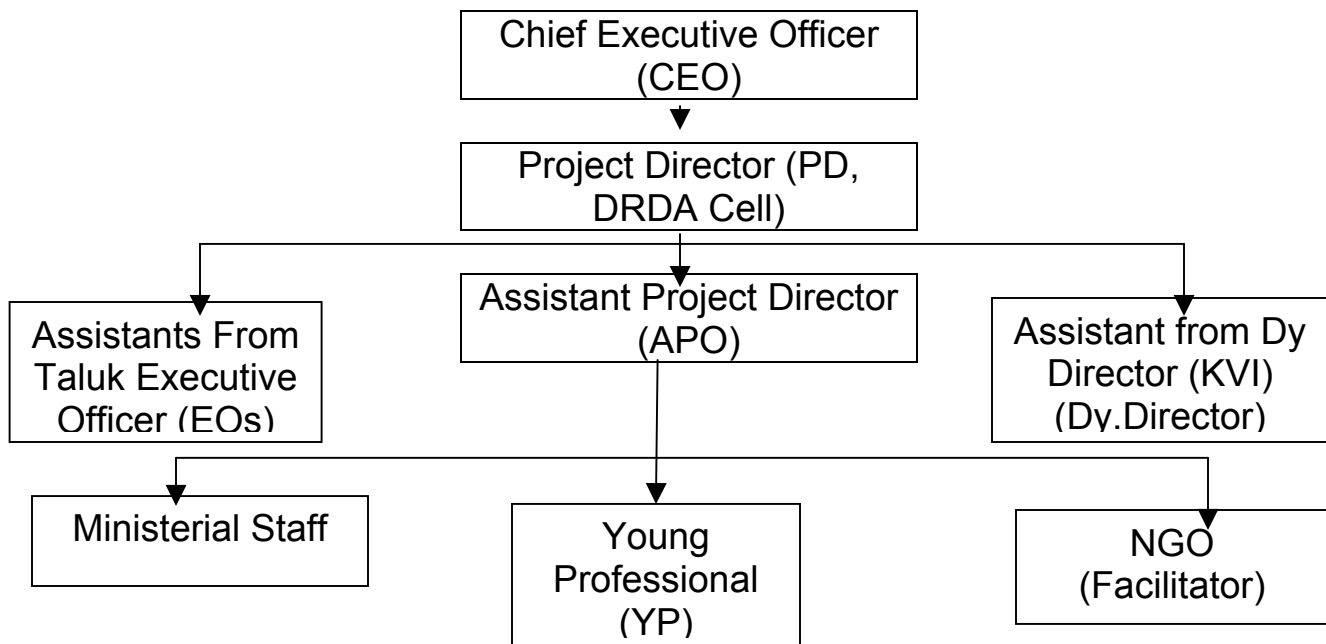 Chief Executive Officer
(CEO)
Project Director (PD,
DRDA Cell)
Assistants From
Taluk Executive
Officer (EOs)
Assistant Project Director
(APO)
Assistant from Dy
Director (KVI)
(Dy.Director)
Ministerial Staff
Young
Professional
(YP)
NGO
(Facilitator)